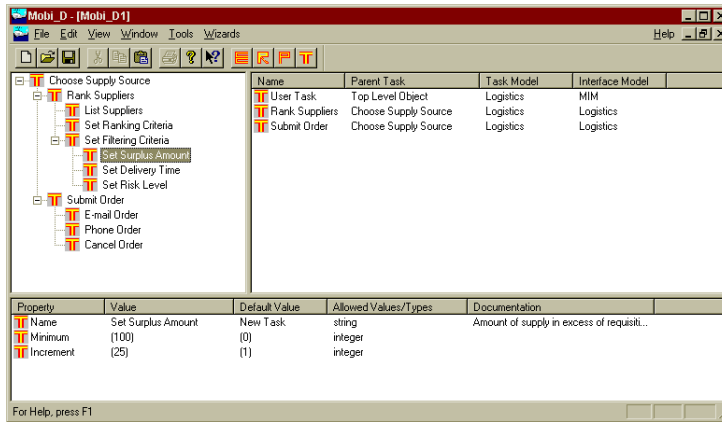 Mobi_D - [Mobi_D1]
File Edit View Window Tools Wizards Help
Choose Supply Source
Rank Suppliers
List Suppliers
Set Ranking Criteria
Set Filtering Criteria
Set Surplus Amount
Set Delivery Time
Set Risk Level
Submit Order
E-mail Order
Phone Order
Cancel Order
Name Parent Task Task Model Interface Model
User Task Top Level Object Logistics MIM
Rank Suppliers Choose Supply Source Logistics Logistics
Submit Order Choose Supply Source Logistics Logistics
Property Value Default Value Allowed Values/Types Documentation
Name Set Surplus Amount New Task string Amount of supply in excess of requisiti...
Minimum (100) (0) integer
Increment (25) (1) integer
For Help, press F1